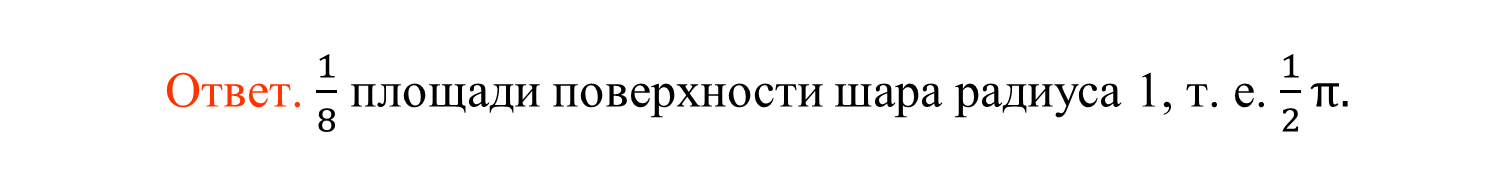 Ответ. 1/8 площади поверхности шара радиуса 1, т. е. 1/2 π.